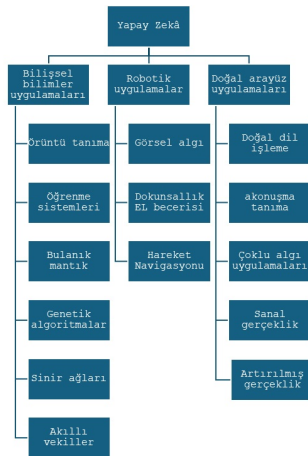 Yapay Zekâ
Bilişsel
bilimler
uygulamaları
Robotik
uygulamalar
Doğal arayüz
uygulamaları
Örüntü tanıma
Öğrenme
sistemleri
Bulanık
mantık
Genetik
algoritmalar
Sinir ağları
Akıllı
vekiller
Görsel algı
Dokunsallık
EL becerisi
Hareket
Navigasyonu
Doğal dil
işleme
akonuşma
tanıma
Çoklu algı
uygulamaları
Sanal
gerçeklik
Artırılmış
gerçeklik